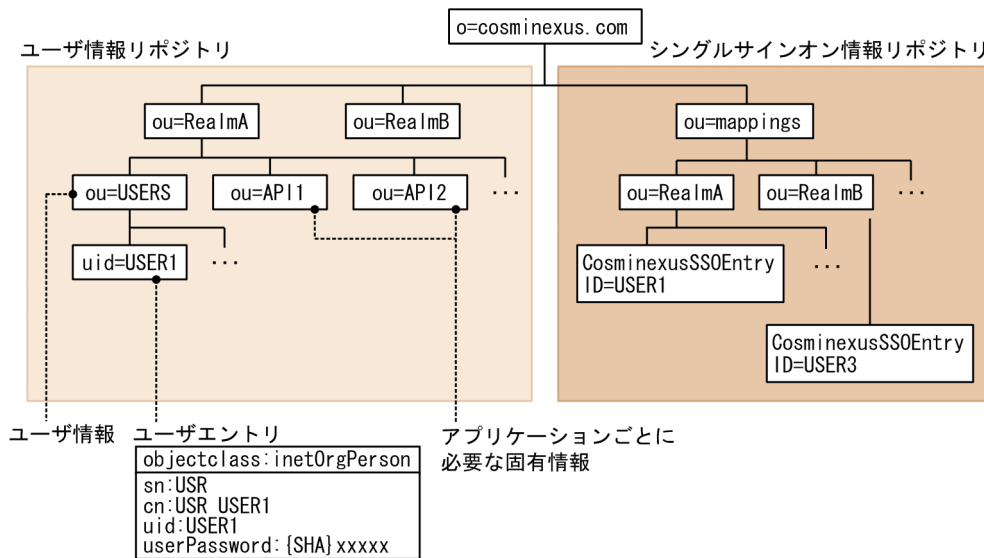 o=cosminexus.com
ユーザ情報リポジトリ
シングルサインオン情報リポジトリ
ou=RealmA
ou=RealmB
ou=mappings
ou=USERS
ou=API1
ou=API2
...
ou=RealmA
ou=RealmB
...
uid=USER1
...
CosminexusSSOEntry
ID=USER1
...
CosminexusSSOEntry
ID=USER3
ユーザ情報
ユーザエントリ
アプリケーションごとに
必要な固有情報
objectclass:inetOrgPerson
sn:USR
cn:USR USER1
uid:USER1
userPassword:{SHA}xxxxx